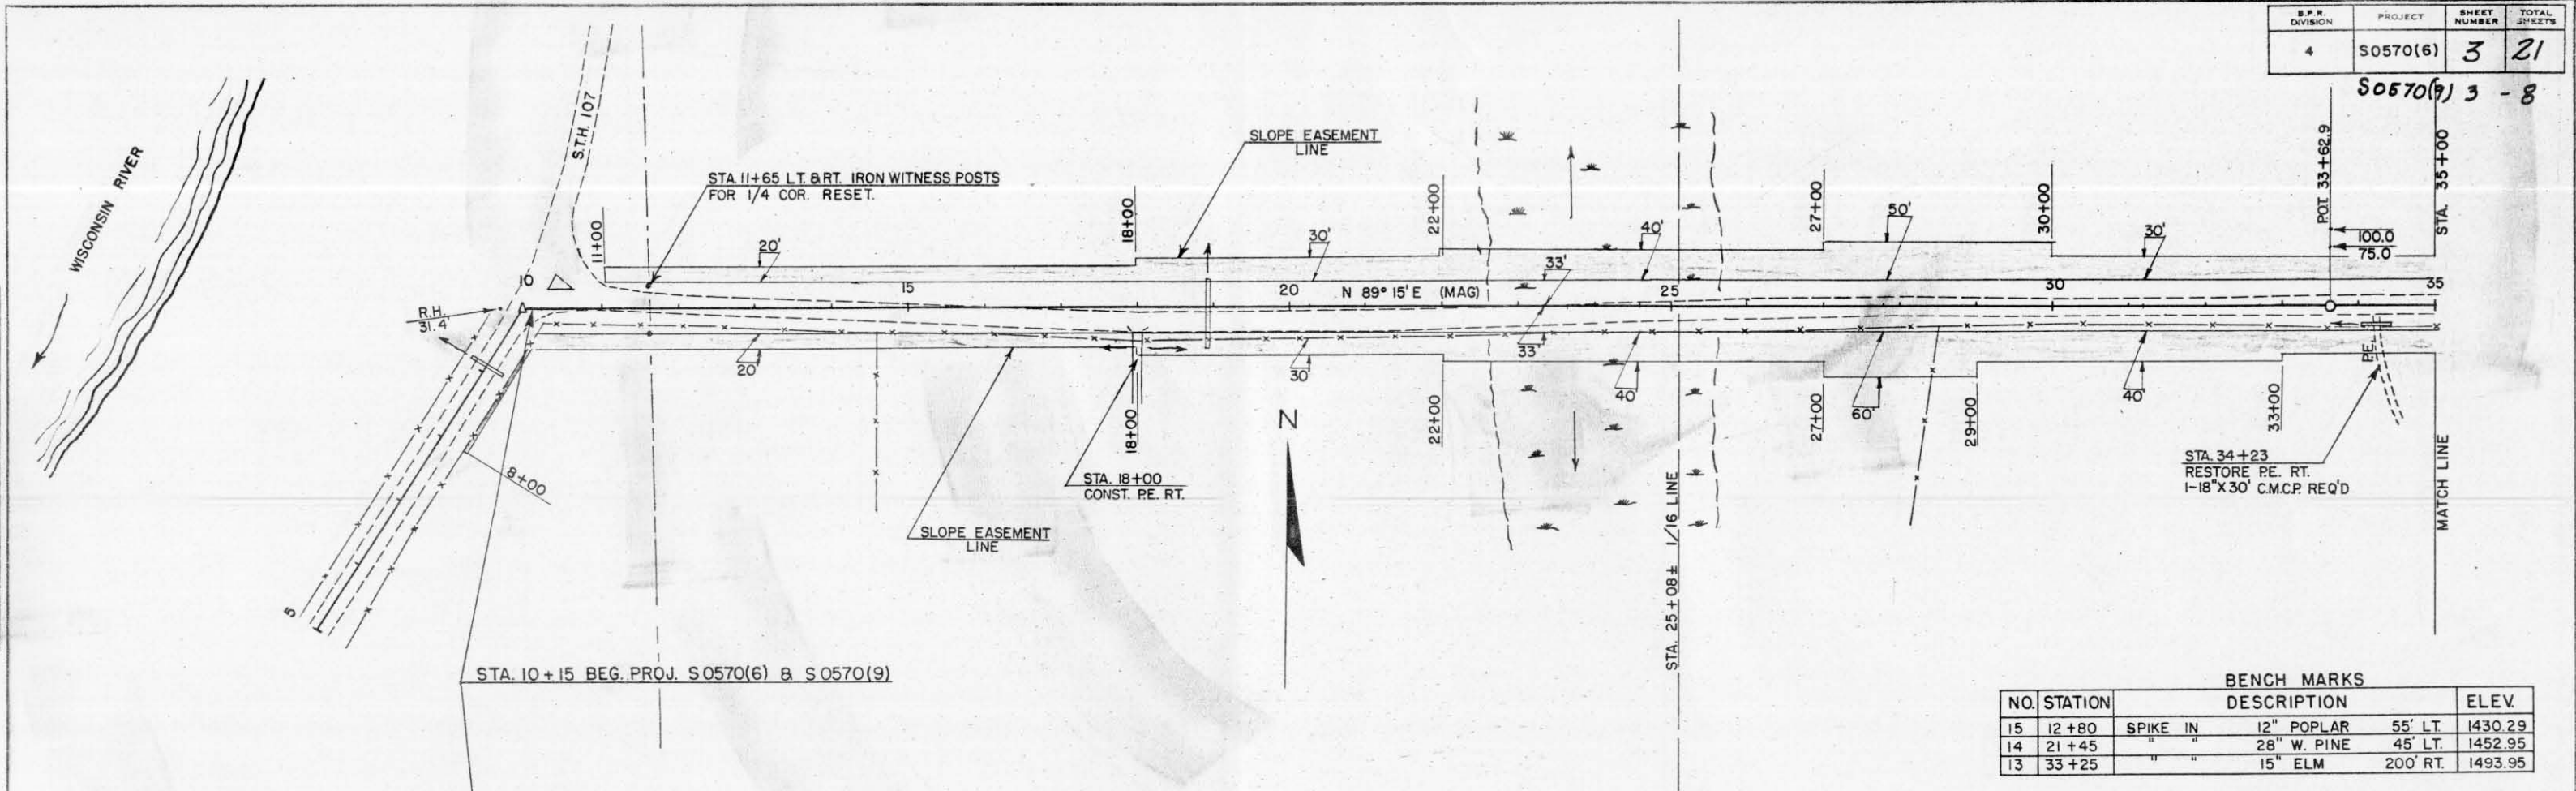 B.P.R. DIVISION PROJECT SHEET NUMBER TOTAL SHEETS
4 S0570(6) 3 21
S0570(9) 3 - 8
WISCONSIN RIVER
S.T.H. 107
STA. 11+65 LT. & RT. IRON WITNESS POSTS
FOR 1/4 COR. RESET.
SLOPE EASEMENT
LINE
11+00
18+00
22+00
27+00
30+00
POT. 33+62.9
STA. 35+00
20'
30'
40'
50'
30'
100.0
75.0
33'
10
15
20
N 89° 15' E (MAG)
25
30
35
R.H.
31.4'
20'
30'
33'
40'
60'
40'
P.E.
8+00
18+00
22+00
27+00
29+00
33+00
N
STA. 18+00
CONST. P.E. RT.
SLOPE EASEMENT
LINE
STA. 25+08± 1/16 LINE
STA. 34+23
RESTORE P.E. RT.
1-18"X30' C.M.C.P. REQ'D
MATCH LINE
5
STA. 10+15 BEG. PROJ. S0570(6) & S0570(9)
BENCH MARKS
NO. STATION DESCRIPTION ELEV.
15 12+80 SPIKE IN 12" POPLAR 55' LT. 1430.29
14 21+45 " " 28" W. PINE 45' LT. 1452.95
13 33+25 " " 15" ELM 200' RT. 1493.95